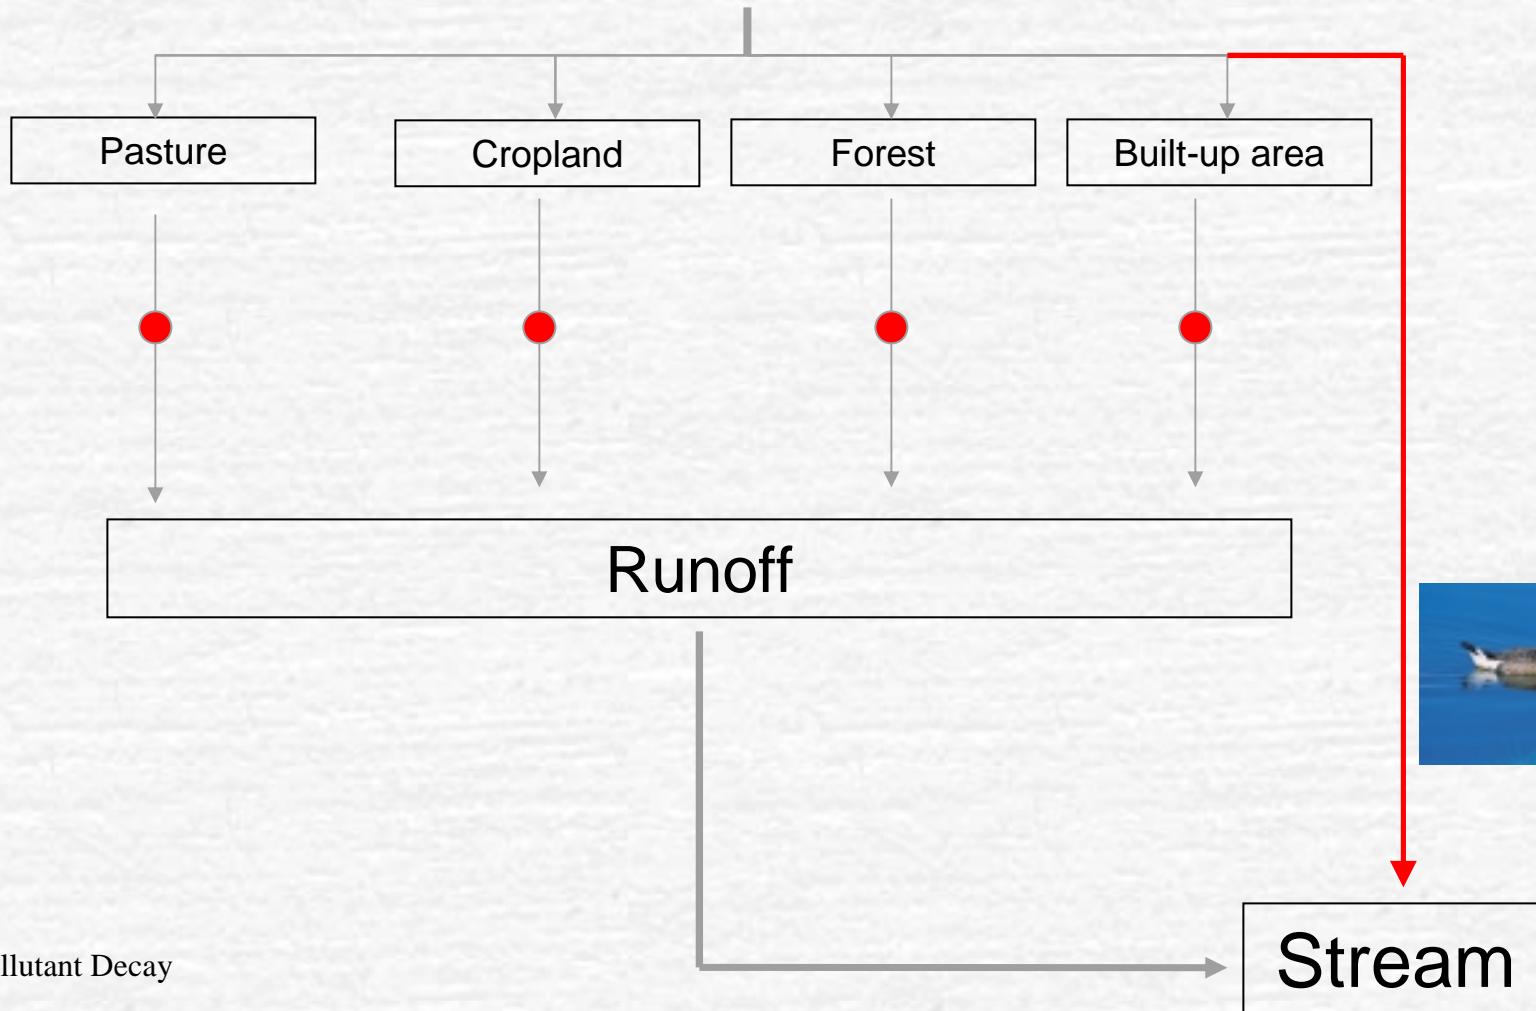 Pasture
Cropland
Forest
Built-up area
Runoff
llutant Decay
Stream